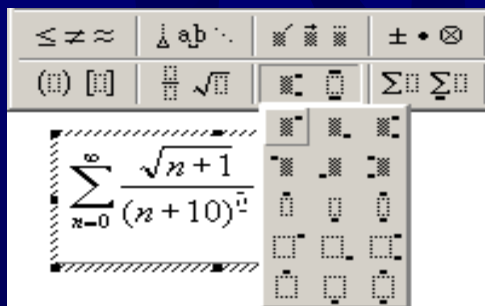 ≤ ≠ ≈ a b ⋱ ± • ⊗
( ) [ ] √ Σ Σ
∞
∑ √n + 1
n=0 (n + 10)